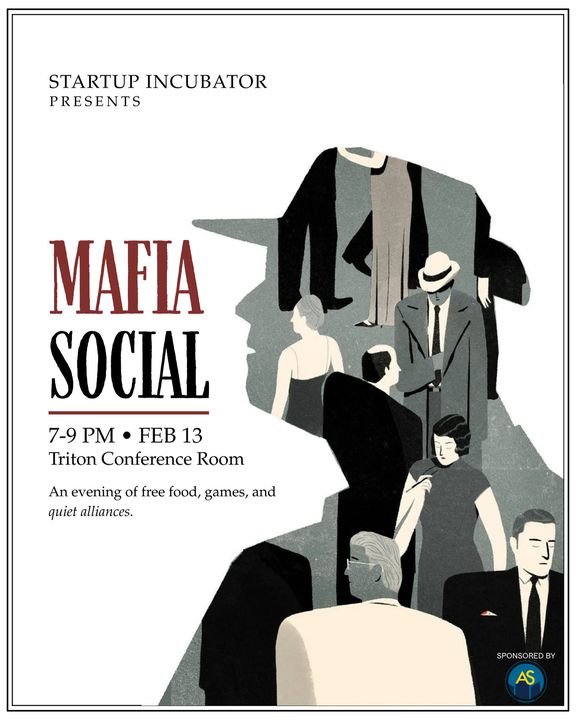 STARTUP INCUBATOR
PRESENTS
MAFIA
SOCIAL
7-9 PM • FEB 13
Triton Conference Room
An evening of free food, games, and
quiet alliances.
SPONSORED BY
AS